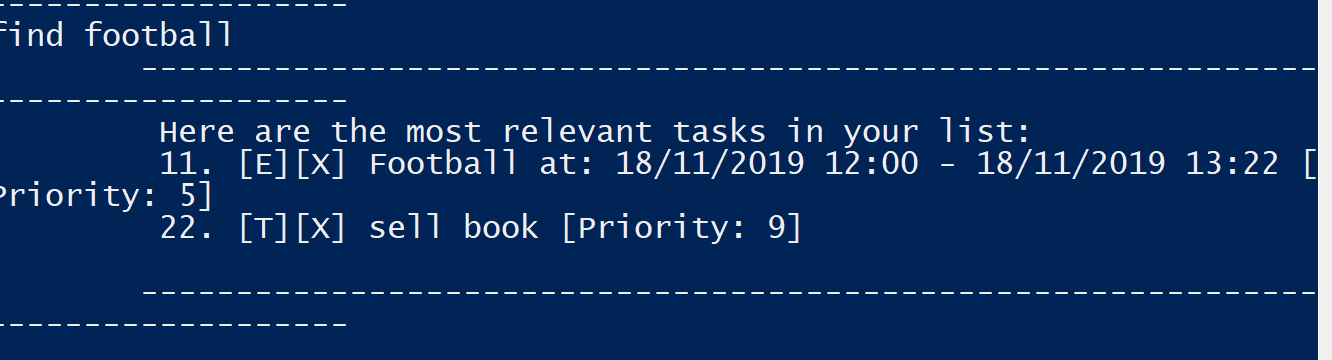 -------------------
find football
-------------------------------------------------------------
-------------------
Here are the most relevant tasks in your list:
11. [E][X] Football at: 18/11/2019 12:00 - 18/11/2019 13:22 [
Priority: 5]
22. [T][X] sell book [Priority: 9]
-------------------------------------------------------------
-------------------